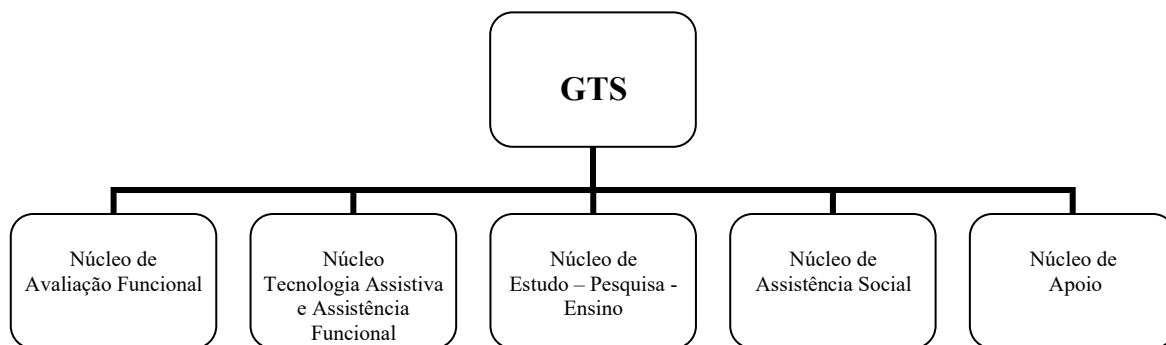 GTS
Núcleo de
Avaliação Funcional
Núcleo
Tecnologia Assistiva
e Assistência
Funcional
Núcleo de
Estudo – Pesquisa -
Ensino
Núcleo de
Assistência Social
Núcleo de
Apoio